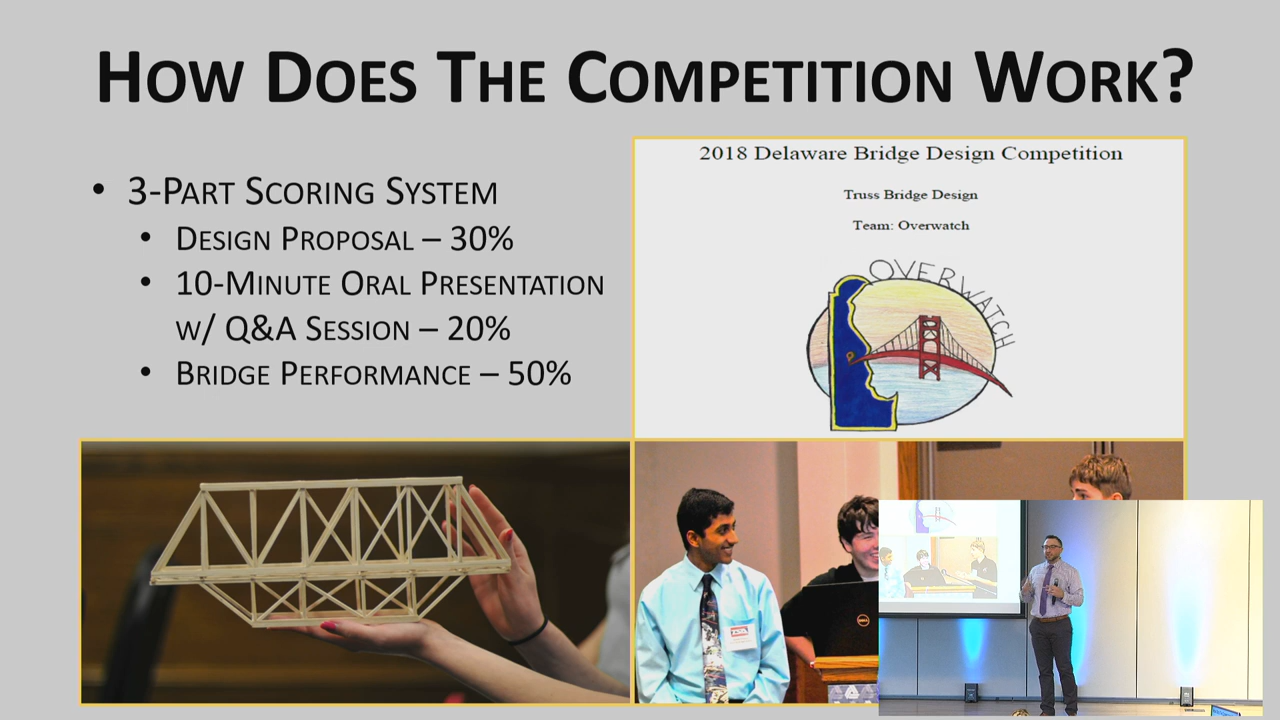 How Does The Competition Work?
• 3-Part Scoring System
• Design Proposal – 30%
• 10-Minute Oral Presentation
w/ Q&A Session – 20%
• Bridge Performance – 50%
2018 Delaware Bridge Design Competition
Truss Bridge Design
Team: Overwatch
OVERWATCH
DELL